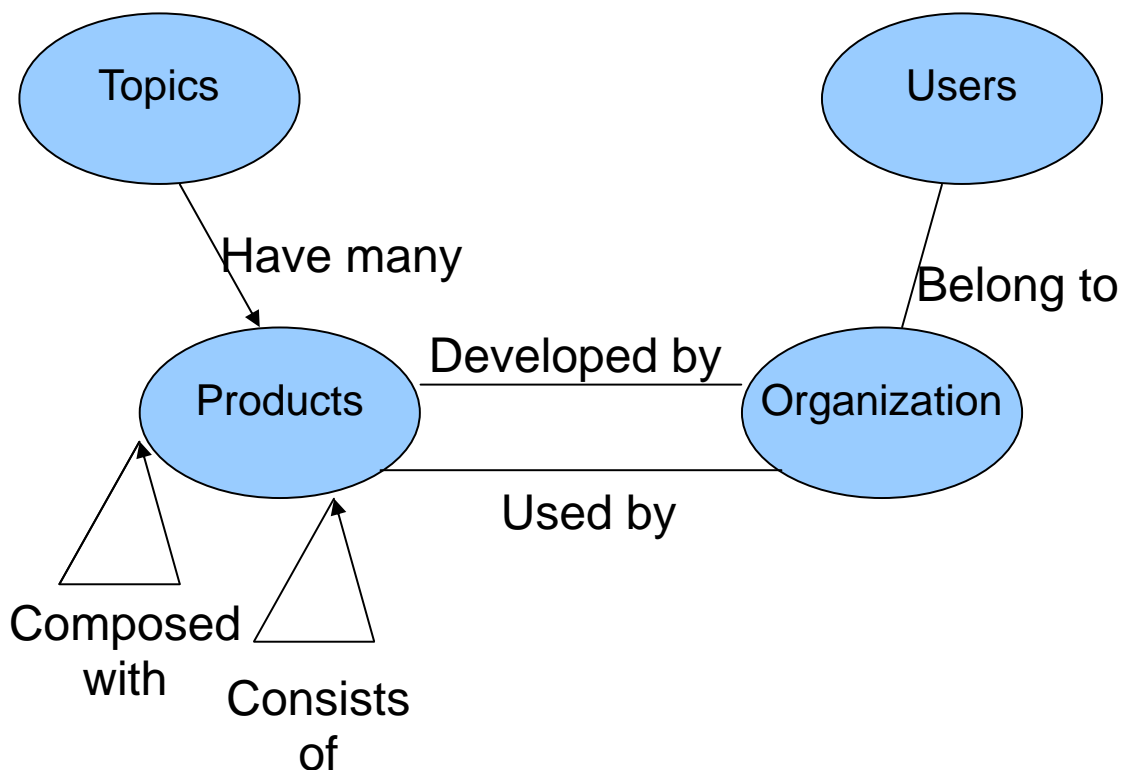 Topics
Users
Have many
Belong to
Developed by
Products
Organization
Used by
Composed
with
Consists
of